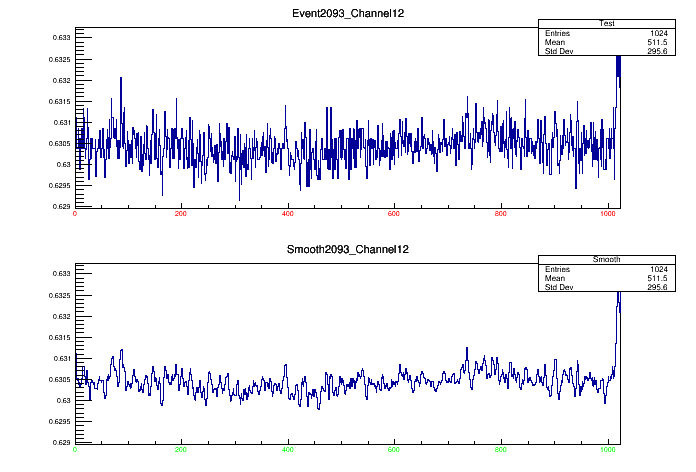 Event2093_Channel12
Test
Entries 1024
Mean 511.5
Std Dev 295.6
0.633
0.6325
0.632
0.6315
0.631
0.6305
0.63
0.6295
0.629
0 200 400 600 800 1000
Smooth2093_Channel12
Smooth
Entries 1024
Mean 511.5
Std Dev 295.6
0.633
0.6325
0.632
0.6315
0.631
0.6305
0.63
0.6295
0.629
0 200 400 600 800 1000